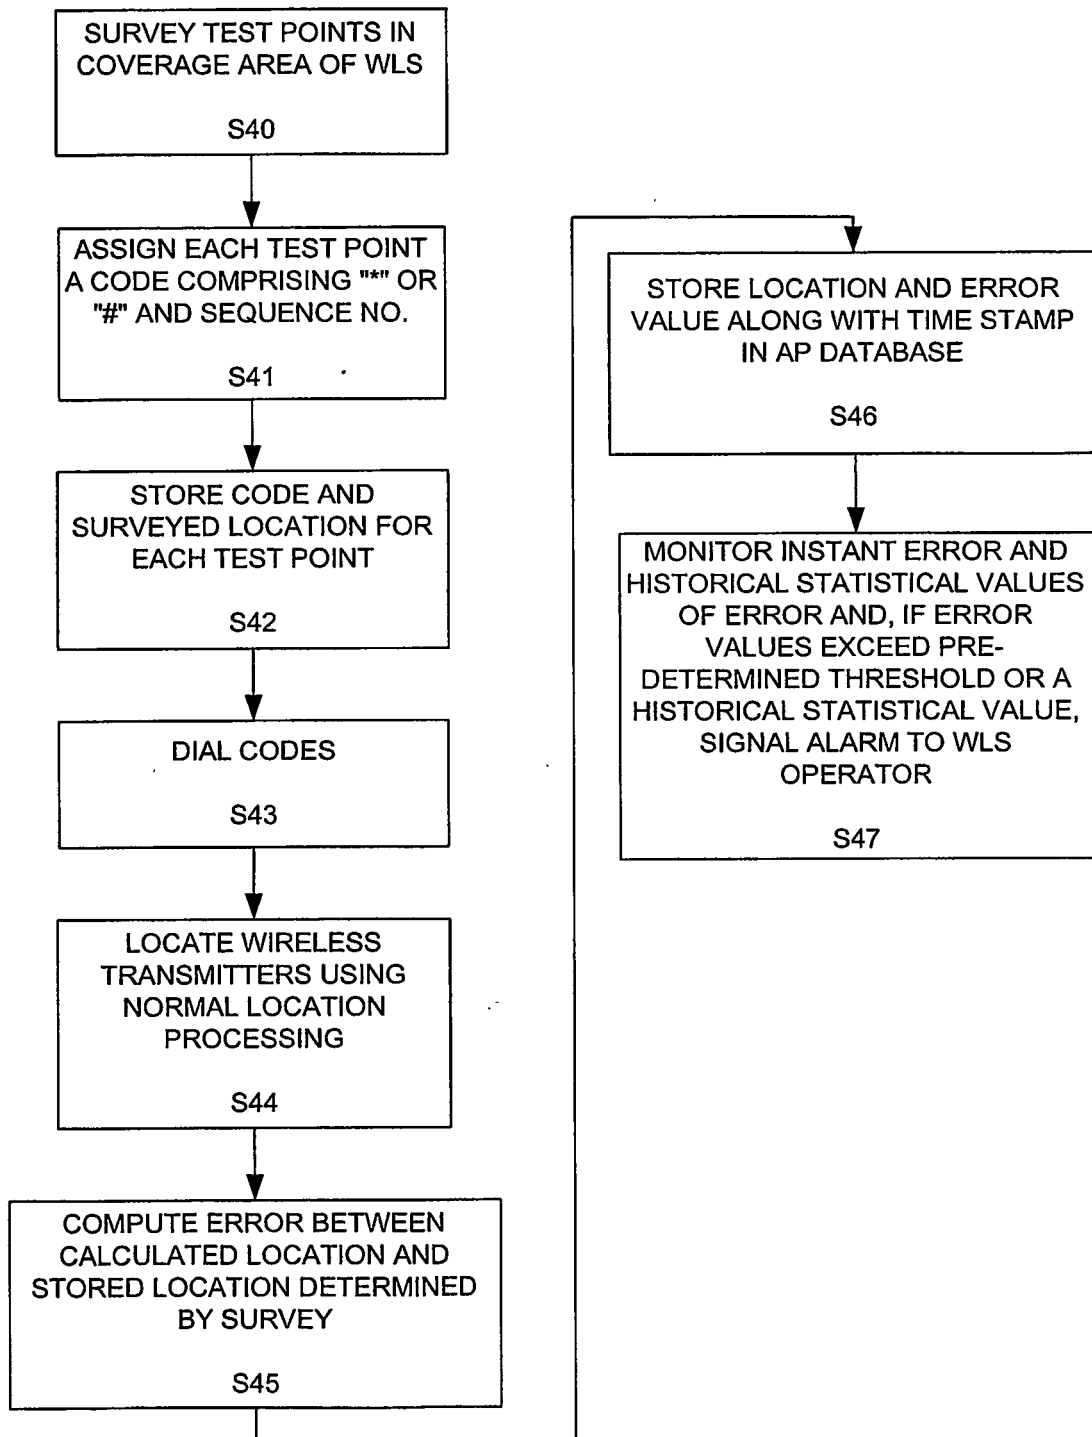 SURVEY TEST POINTS IN
COVERAGE AREA OF WLS
S40
ASSIGN EACH TEST POINT
A CODE COMPRISING "*" OR
"#" AND SEQUENCE NO.
S41
STORE CODE AND
SURVEYED LOCATION FOR
EACH TEST POINT
S42
DIAL CODES
S43
LOCATE WIRELESS
TRANSMITTERS USING
NORMAL LOCATION
PROCESSING
S44
COMPUTE ERROR BETWEEN
CALCULATED LOCATION AND
STORED LOCATION DETERMINED
BY SURVEY
S45
STORE LOCATION AND ERROR
VALUE ALONG WITH TIME STAMP
IN AP DATABASE
S46
MONITOR INSTANT ERROR AND
HISTORICAL STATISTICAL VALUES
OF ERROR AND, IF ERROR
VALUES EXCEED PRE-
DETERMINED THRESHOLD OR A
HISTORICAL STATISTICAL VALUE,
SIGNAL ALARM TO WLS
OPERATOR
S47